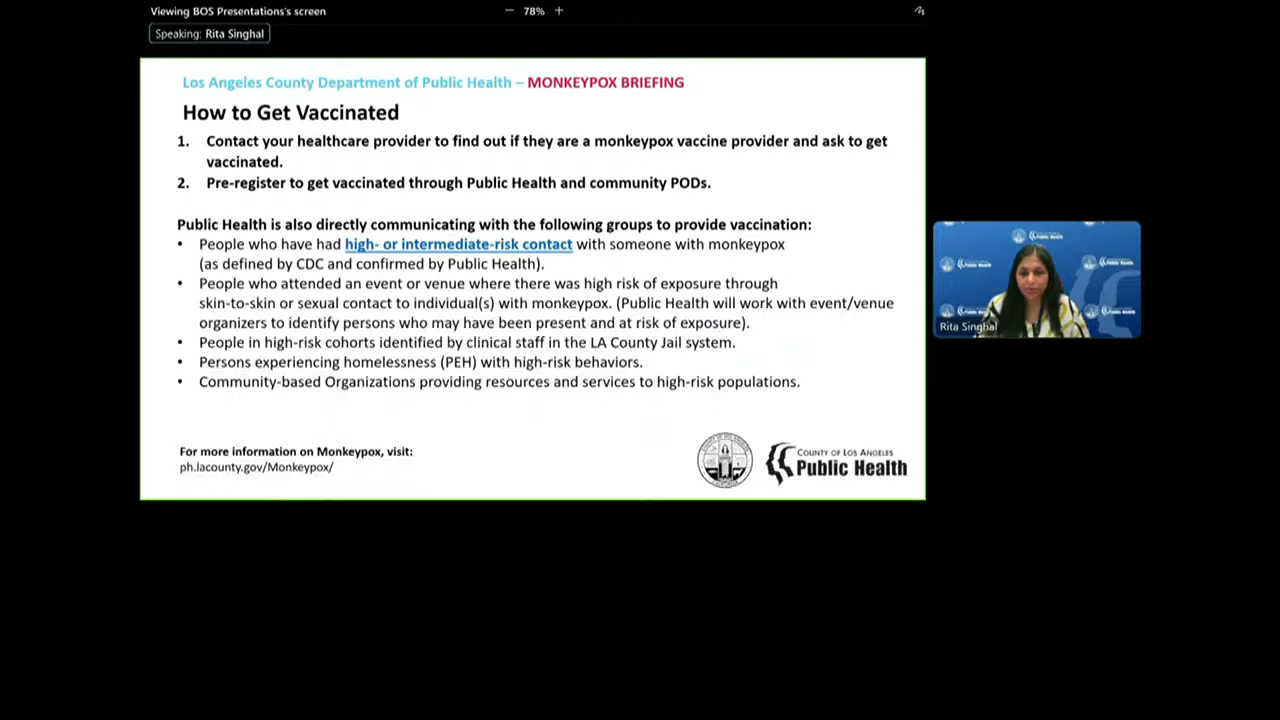 Viewing BOS Presentations's screen
− 78% +
Speaking: Rita Singhal
Los Angeles County Department of Public Health – MONKEYPOX BRIEFING
How to Get Vaccinated
1. Contact your healthcare provider to find out if they are a monkeypox vaccine provider and ask to get
vaccinated.
2. Pre-register to get vaccinated through Public Health and community PODs.
Public Health is also directly communicating with the following groups to provide vaccination:
• People who have had high- or intermediate-risk contact with someone with monkeypox
(as defined by CDC and confirmed by Public Health).
• People who attended an event or venue where there was high risk of exposure through
skin-to-skin or sexual contact to individual(s) with monkeypox. (Public Health will work with event/venue
organizers to identify persons who may have been present and at risk of exposure).
• People in high-risk cohorts identified by clinical staff in the LA County Jail system.
• Persons experiencing homelessness (PEH) with high-risk behaviors.
• Community-based Organizations providing resources and services to high-risk populations.
For more information on Monkeypox, visit:
ph.lacounty.gov/Monkeypox/
COUNTY OF LOS ANGELES
Public Health
Rita Singhal